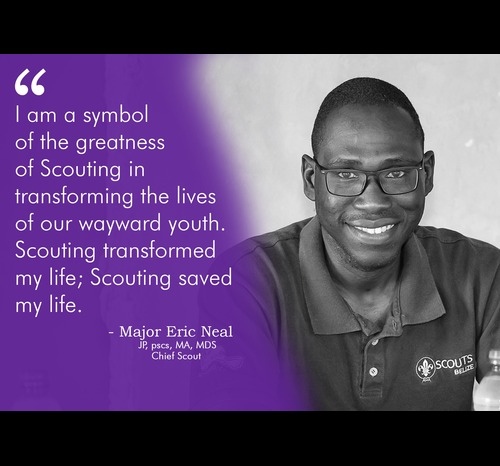 “
I am a symbol
of the greatness
of Scouting in
transforming the lives
of our wayward youth.
Scouting transformed
my life; Scouting saved
my life.
- Major Eric Neal
JP, pscs, MA, MDS
Chief Scout
SCOUTS
BELIZE